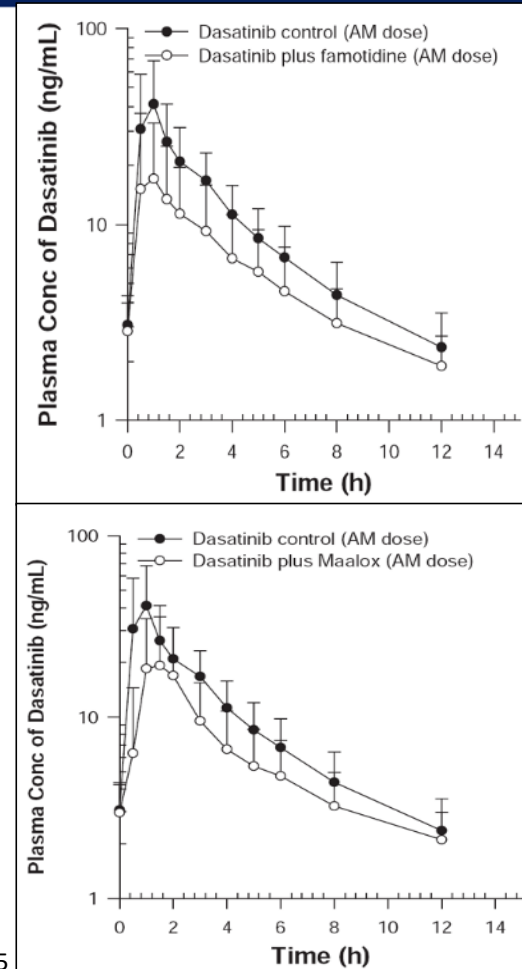 100
Dasatinib control (AM dose)
Dasatinib plus famotidine (AM dose)
Plasma Conc of Dasatinib (ng/mL)
10
1
0 2 4 6 8 10 12 14
Time (h)
100
Dasatinib control (AM dose)
Dasatinib plus Maalox (AM dose)
Plasma Conc of Dasatinib (ng/mL)
10
1
0 2 4 6 8 10 12 14
Time (h)
5